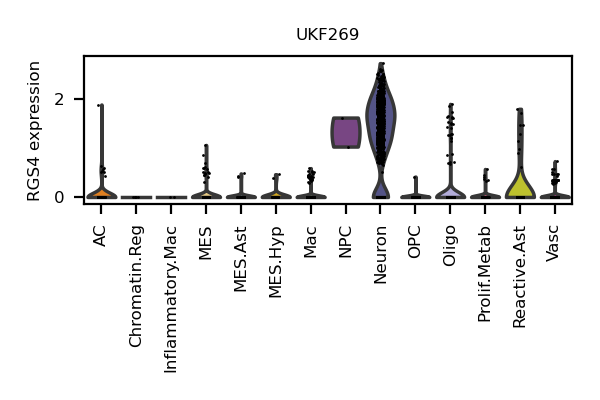 UKF269
RGS4 expression
2
0
AC
Chromatin.Reg
Inflammatory.Mac
MES
MES.Ast
MES.Hyp
Mac
NPC
Neuron
OPC
Oligo
Prolif.Metab
Reactive.Ast
Vasc